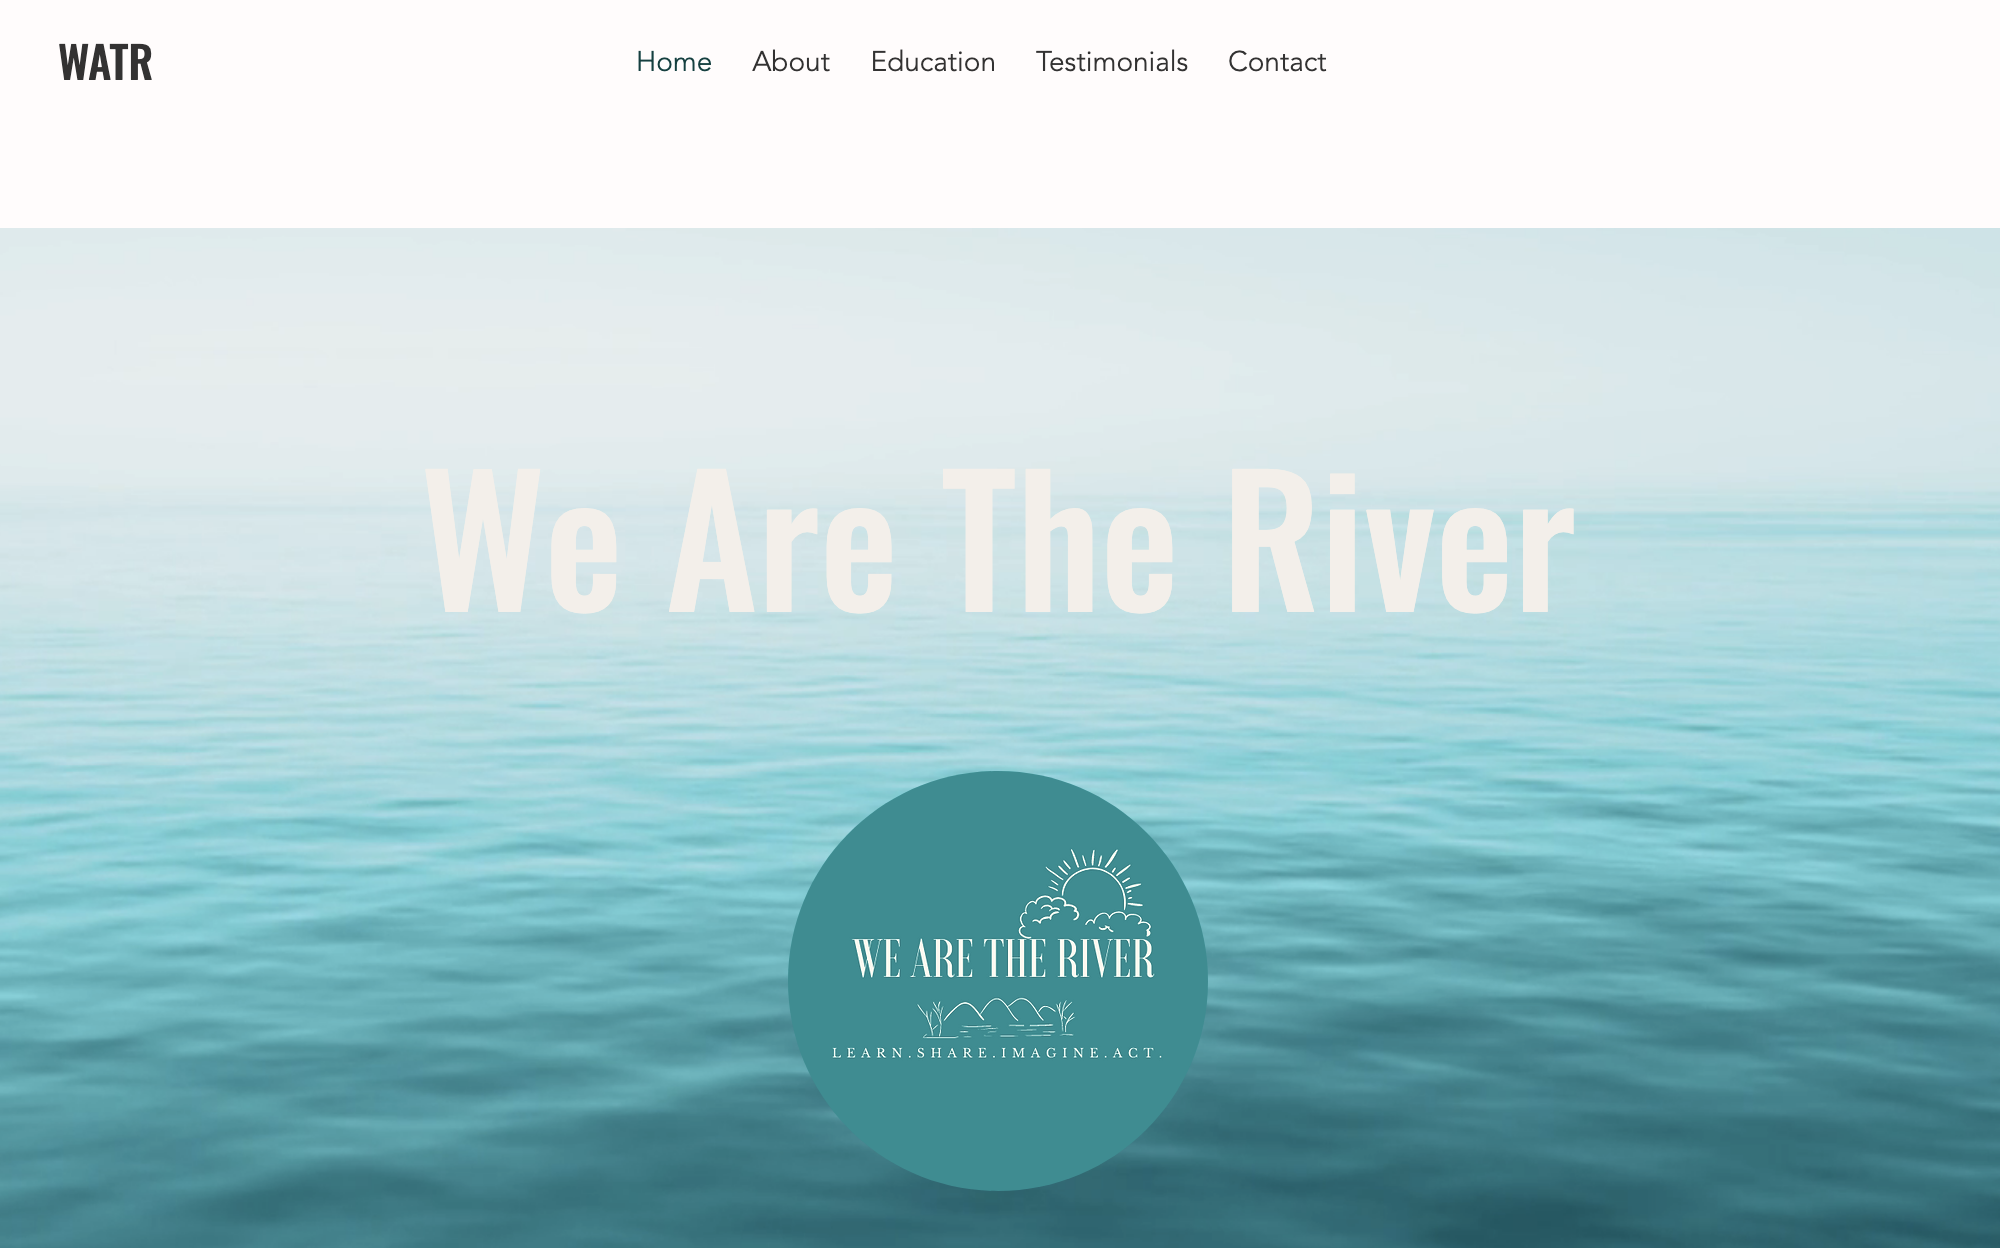 WATR
Home About Education Testimonials Contact
We Are The River
WE ARE THE RIVER
LEARN.SHARE.IMAGINE.ACT.